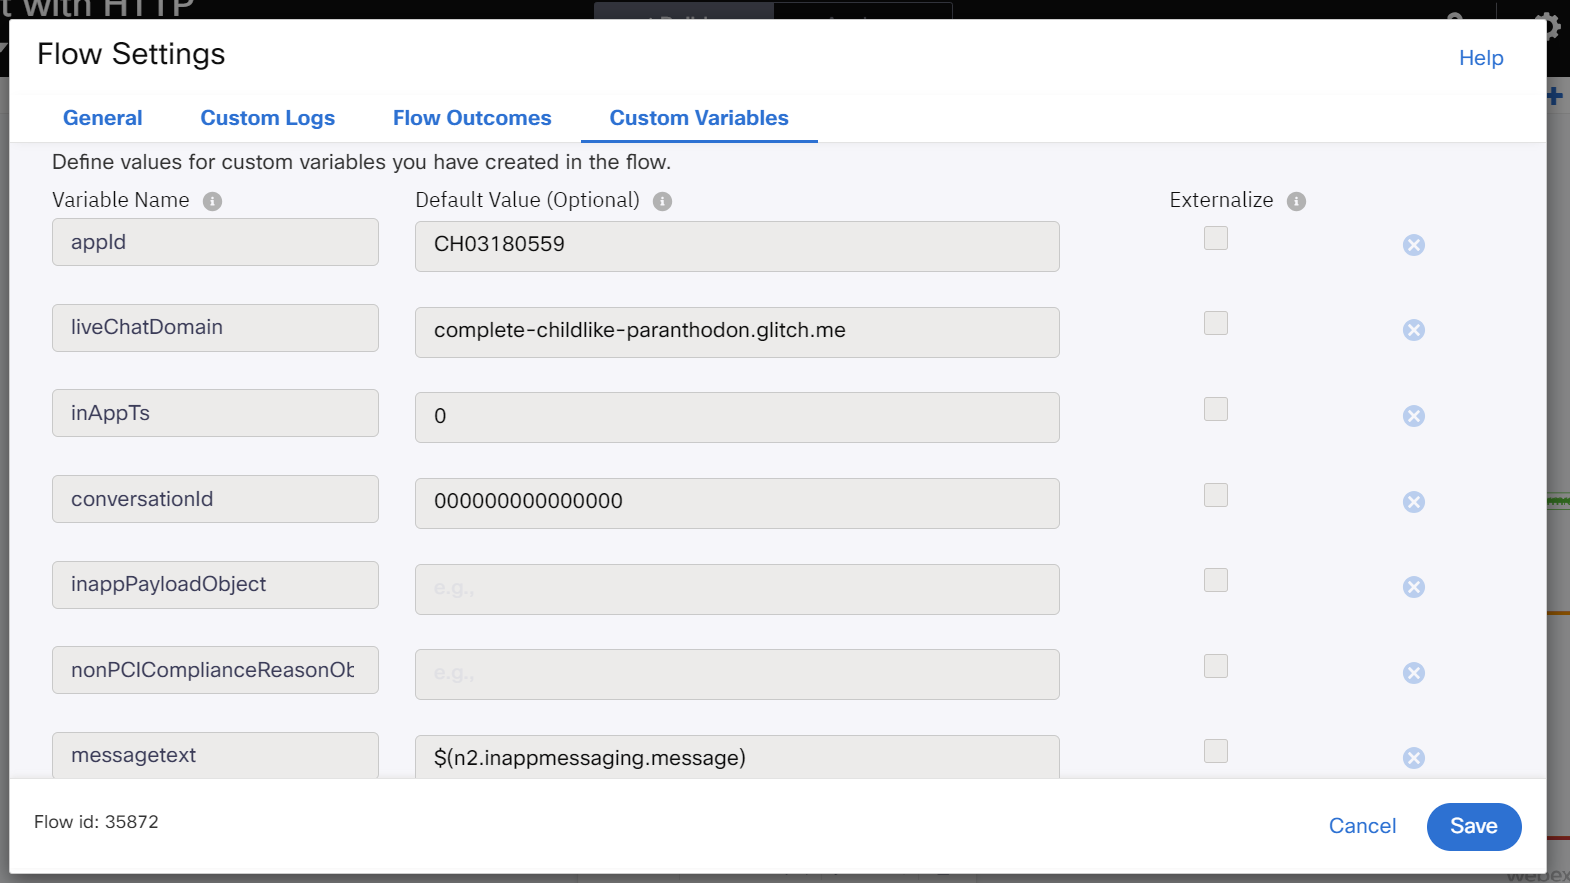 t with HTTP
Flow Settings
Help
General Custom Logs Flow Outcomes Custom Variables
Define values for custom variables you have created in the flow.
Variable Name Default Value (Optional) Externalize
appId CH03180559
liveChatDomain complete-childlike-paranthodon.glitch.me
inAppTs 0
conversationId 000000000000000
inappPayloadObject e.g.,
nonPCIComplianceReasonOb e.g.,
messagetext $(n2.inappmessaging.message)
Flow id: 35872
Cancel Save
webex